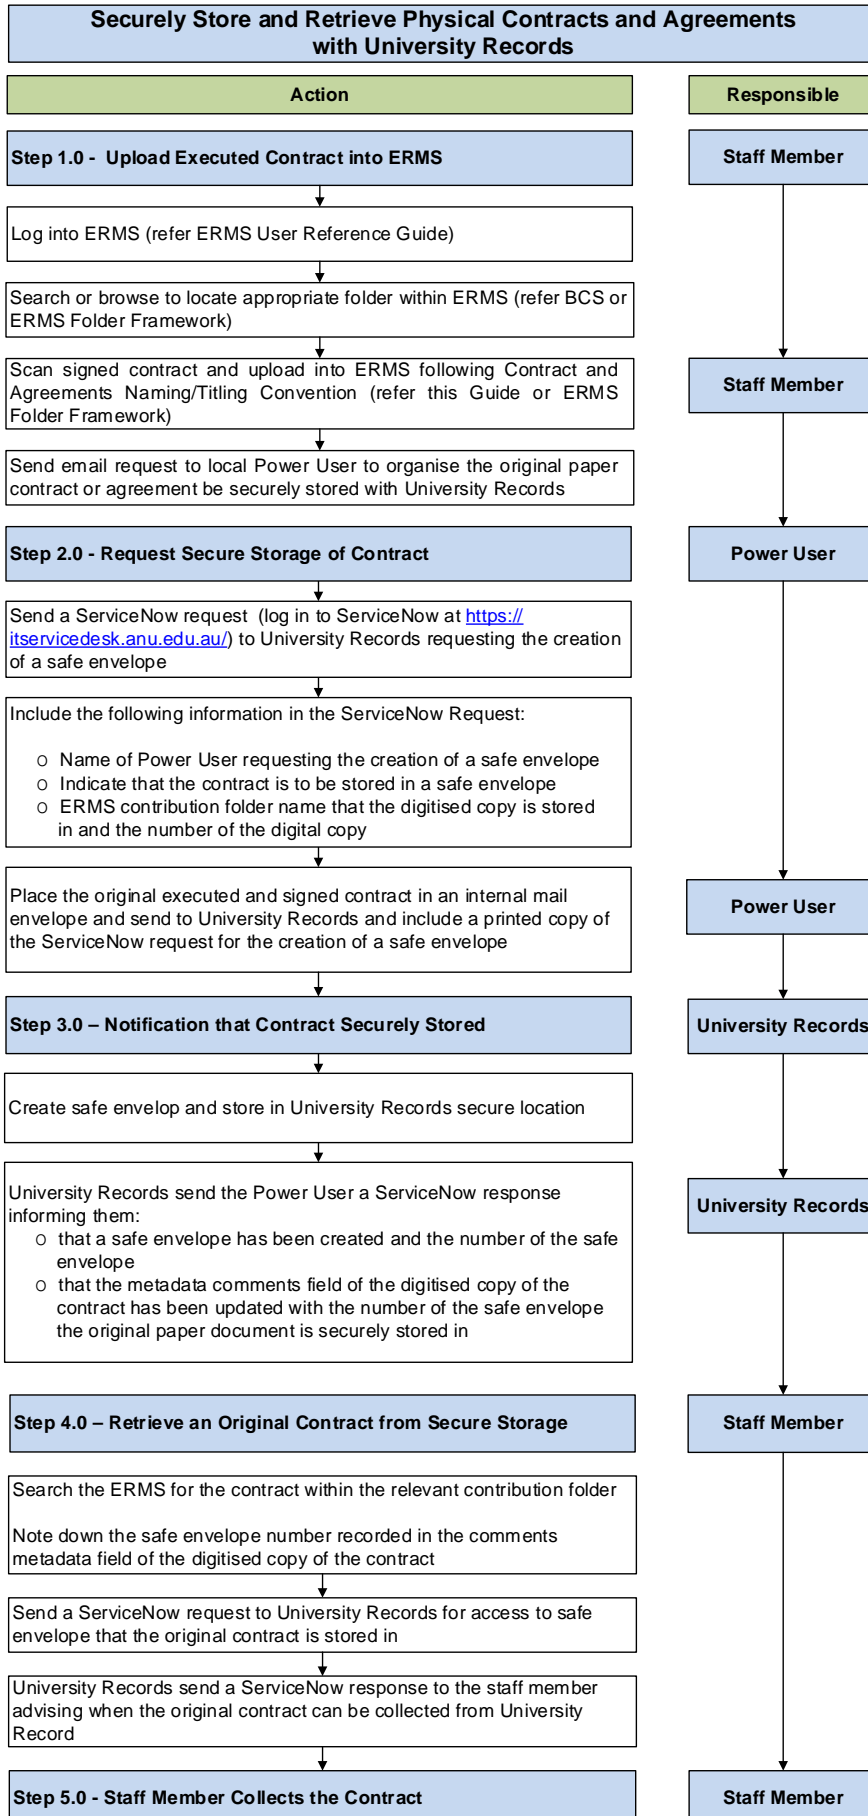 Securely Store and Retrieve Physical Contracts and Agreements
with University Records
Action
Responsible
Step 1.0 -  Upload Executed Contract into ERMS
Staff Member
Log into ERMS (refer ERMS User Reference Guide)
Search or browse to locate appropriate folder within ERMS (refer BCS or
ERMS Folder Framework)
Scan signed contract and upload into ERMS following Contract and
Agreements Naming/Titling Convention (refer this Guide or ERMS
Folder Framework)
Staff Member
Send email request to local Power User to organise the original paper
contract or agreement be securely stored with University Records
Step 2.0 - Request Secure Storage of Contract
Power User
Send a ServiceNow request  (log in to ServiceNow at https://
itservicedesk.anu.edu.au/) to University Records requesting the creation
of a safe envelope
Include the following information in the ServiceNow Request:
o Name of Power User requesting the creation of a safe envelope
o Indicate that the contract is to be stored in a safe envelope
o ERMS contribution folder name that the digitised copy is stored
in and the number of the digital copy
Place the original executed and signed contract in an internal mail
envelope and send to University Records and include a printed copy of
the ServiceNow request for the creation of a safe envelope
Power User
Step 3.0 – Notification that Contract Securely Stored
University Records
Create safe envelop and store in University Records secure location
University Records send the Power User a ServiceNow response
informing them:
o that a safe envelope has been created and the number of the safe
envelope
o that the metadata comments field of the digitised copy of the
contract has been updated with the number of the safe envelope
the original paper document is securely stored in
University Records
Step 4.0 – Retrieve an Original Contract from Secure Storage
Staff Member
Search the ERMS for the contract within the relevant contribution folder
Note down the safe envelope number recorded in the comments
metadata field of the digitised copy of the contract
Send a ServiceNow request to University Records for access to safe
envelope that the original contract is stored in
University Records send a ServiceNow response to the staff member
advising when the original contract can be collected from University
Record
Step 5.0 - Staff Member Collects the Contract
Staff Member